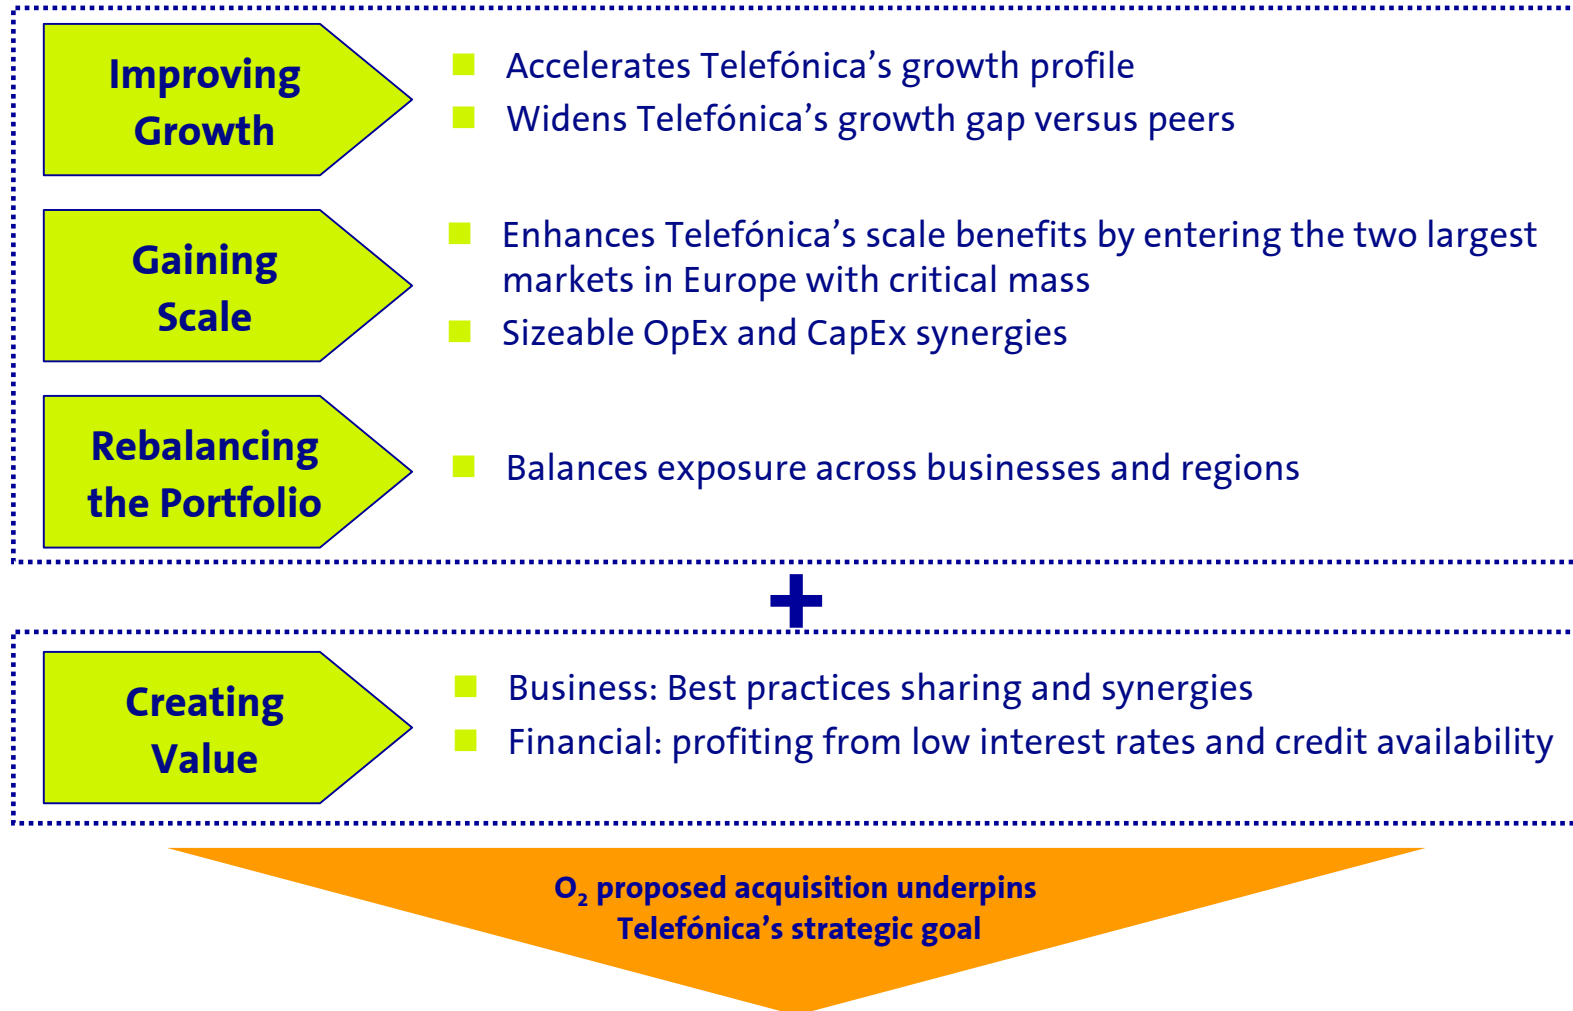 Improving
Growth
Accelerates Telefónica’s growth profile
Widens Telefónica’s growth gap versus peers
Gaining
Scale
Enhances Telefónica’s scale benefits by entering the two largest
markets in Europe with critical mass
Sizeable OpEx and CapEx synergies
Rebalancing
the Portfolio
Balances exposure across businesses and regions
+
Creating
Value
Business: Best practices sharing and synergies
Financial: profiting from low interest rates and credit availability
O₂ proposed acquisition underpins
Telefónica’s strategic goal